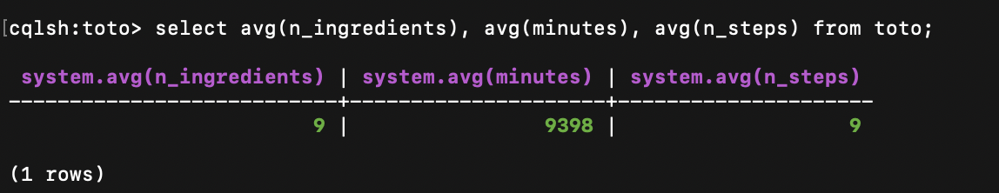 [cqlsh:toto> select avg(n_ingredients), avg(minutes), avg(n_steps) from toto;
system.avg(n_ingredients) | system.avg(minutes) | system.avg(n_steps)
---------------------------+---------------------+---------------------
9 | 9398 | 9
(1 rows)